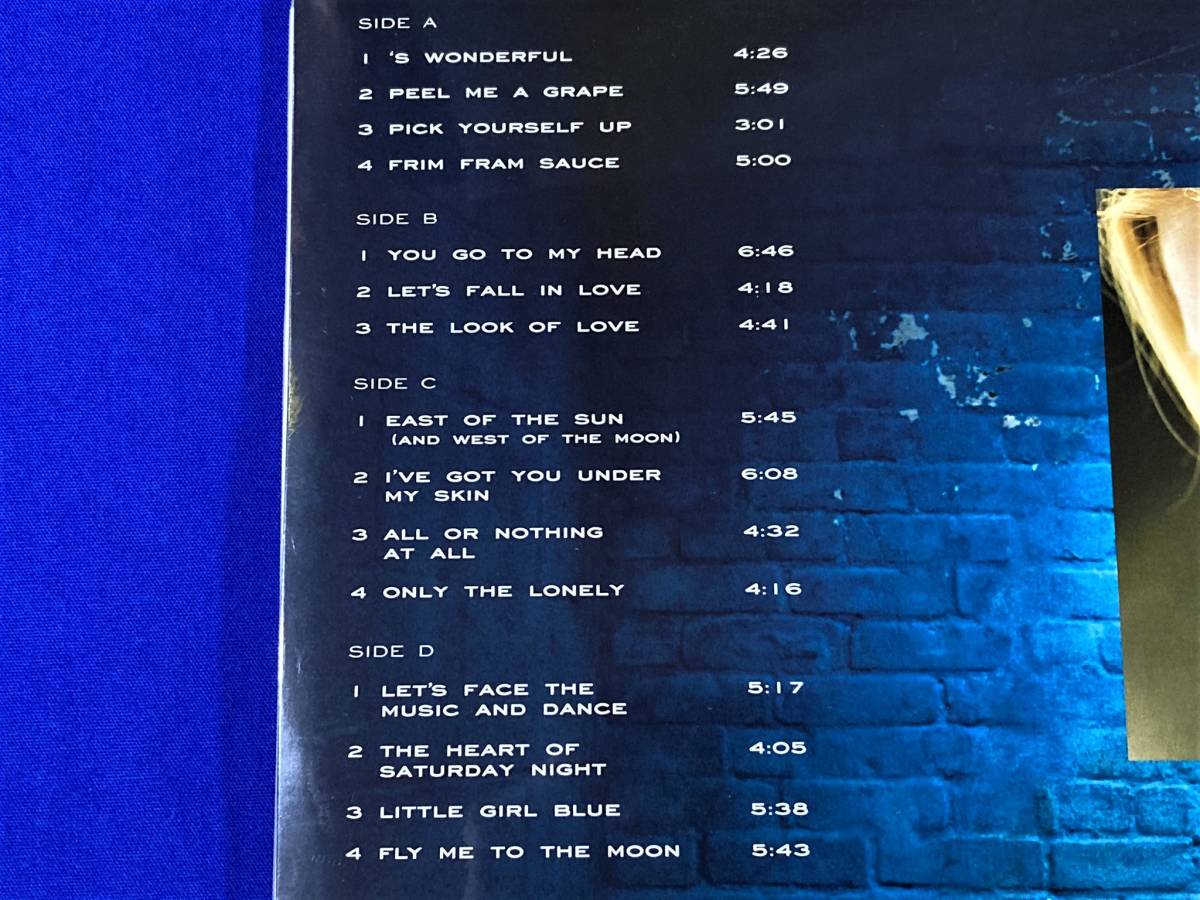 SIDE A
1 'S WONDERFUL 4:26
2 PEEL ME A GRAPE 5:49
3 PICK YOURSELF UP 3:01
4 FRIM FRAM SAUCE 5:00
SIDE B
1 YOU GO TO MY HEAD 6:46
2 LET'S FALL IN LOVE 4:18
3 THE LOOK OF LOVE 4:41
SIDE C
1 EAST OF THE SUN 5:45
(AND WEST OF THE MOON)
2 I'VE GOT YOU UNDER 6:08
MY SKIN
3 ALL OR NOTHING 4:32
AT ALL
4 ONLY THE LONELY 4:16
SIDE D
1 LET'S FACE THE 5:17
MUSIC AND DANCE
2 THE HEART OF 4:05
SATURDAY NIGHT
3 LITTLE GIRL BLUE 5:38
4 FLY ME TO THE MOON 5:43